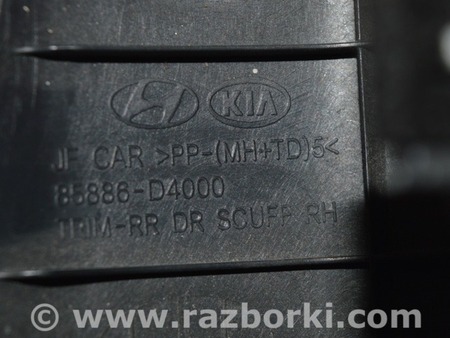 KIA
JF CAR >PP-(MH+TD)5<
85886-D4000
TRIM-RR DR SCUFF RH
© www.razborki.com